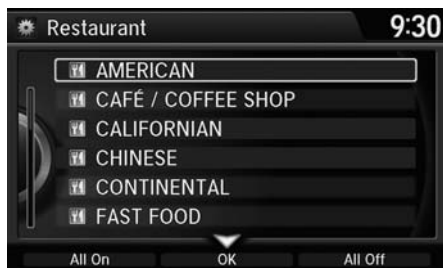 Restaurant 9:30
AMERICAN
CAFÉ / COFFEE SHOP
CALIFORNIAN
CHINESE
CONTINENTAL
FAST FOOD
All On OK All Off